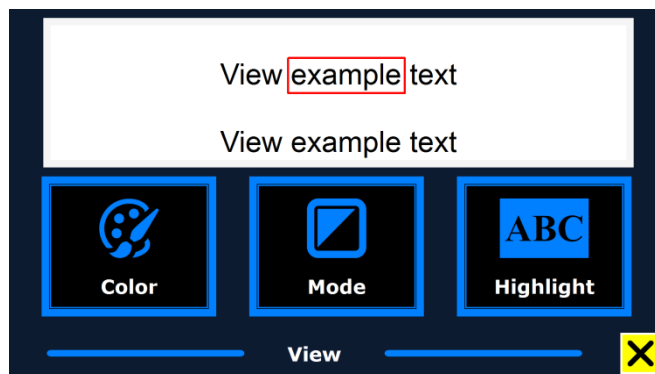 View example text
View example text
Color
Mode
ABC
Highlight
View